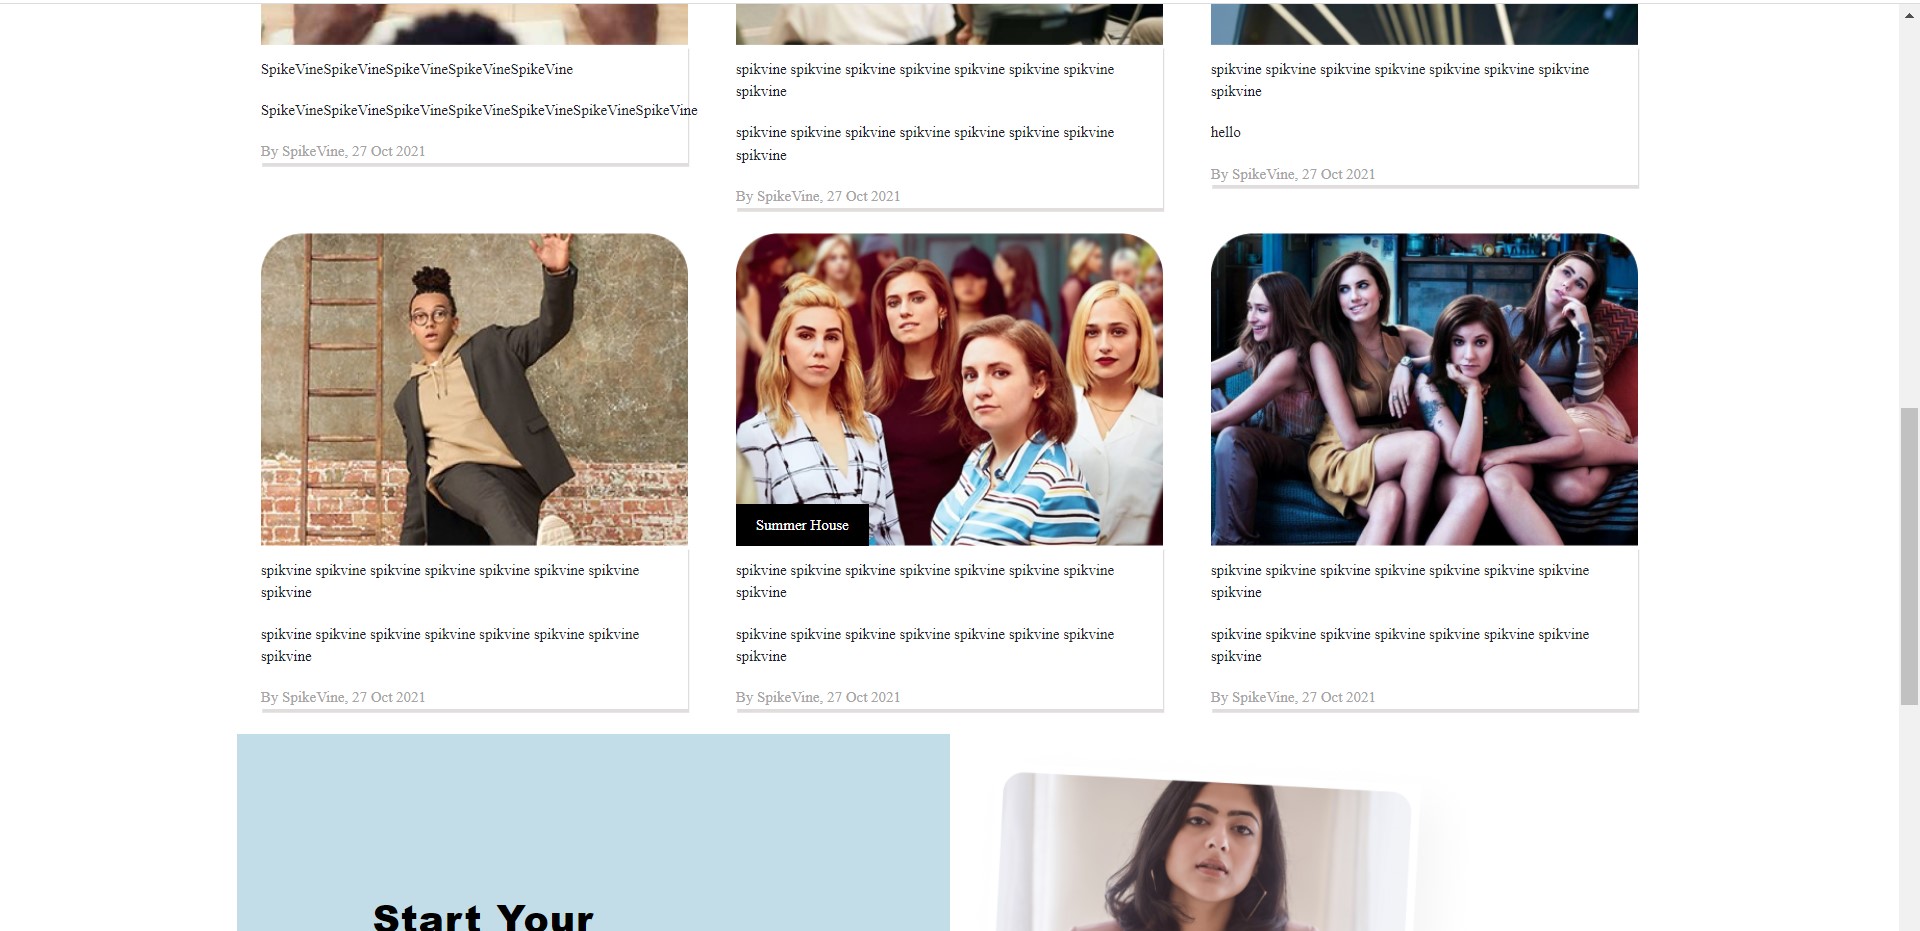 SpikeVineSpikeVineSpikeVineSpikeVineSpikeVine
SpikeVineSpikeVineSpikeVineSpikeVineSpikeVineSpikeVineSpikeVine
By SpikeVine, 27 Oct 2021
spikvine spikvine spikvine spikvine spikvine spikvine spikvine
spikvine
spikvine spikvine spikvine spikvine spikvine spikvine spikvine
spikvine
By SpikeVine, 27 Oct 2021
spikvine spikvine spikvine spikvine spikvine spikvine spikvine
spikvine
hello
By SpikeVine, 27 Oct 2021
spikvine spikvine spikvine spikvine spikvine spikvine spikvine
spikvine
spikvine spikvine spikvine spikvine spikvine spikvine spikvine
spikvine
By SpikeVine, 27 Oct 2021
Summer House
spikvine spikvine spikvine spikvine spikvine spikvine spikvine
spikvine
spikvine spikvine spikvine spikvine spikvine spikvine spikvine
spikvine
By SpikeVine, 27 Oct 2021
spikvine spikvine spikvine spikvine spikvine spikvine spikvine
spikvine
spikvine spikvine spikvine spikvine spikvine spikvine spikvine
spikvine
By SpikeVine, 27 Oct 2021
Start Your